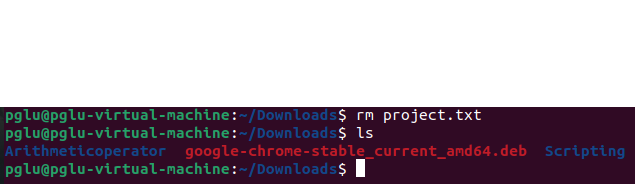 pglu@pglu-virtual-machine:~/Downloads$ rm project.txt
pglu@pglu-virtual-machine:~/Downloads$ ls
Arithmeticoperator  google-chrome-stable_current_amd64.deb  Scripting
pglu@pglu-virtual-machine:~/Downloads$